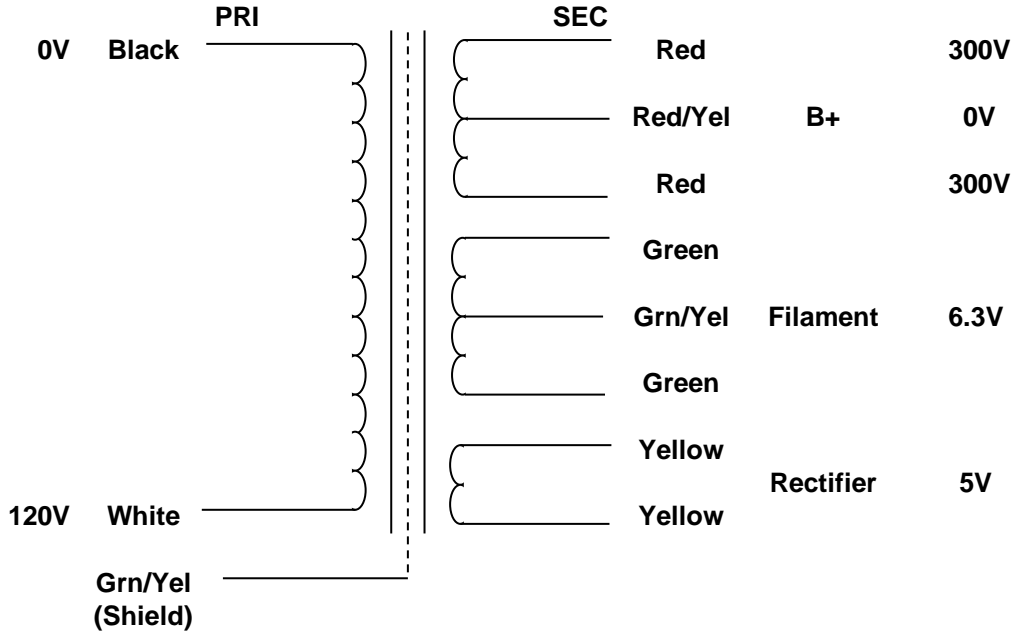 PRI SEC
0V Black Red 300V
Red/Yel B+ 0V
Red 300V
Green
Grn/Yel Filament 6.3V
Green
Yellow
Rectifier 5V
120V White Yellow
Grn/Yel
(Shield)